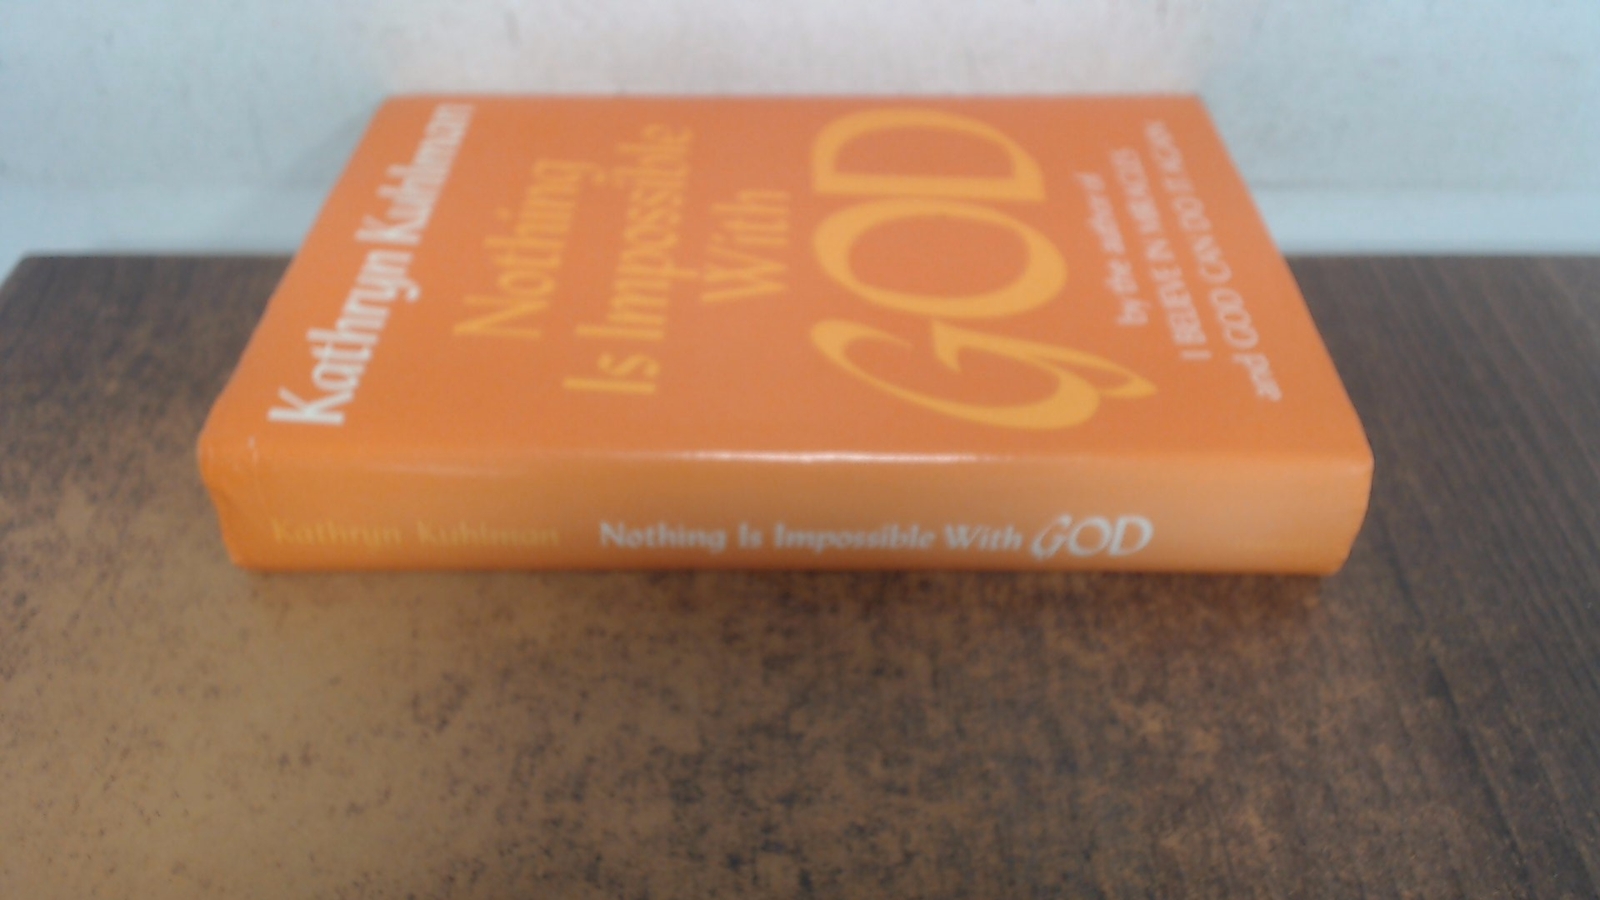 Kathryn Kuhlman
Nothing
Is Impossible
With
GOD
by the author of
I BELIEVE IN MIRACLES
and GOD CAN DO IT AGAIN
Kathryn Kuhlman Nothing Is Impossible With GOD